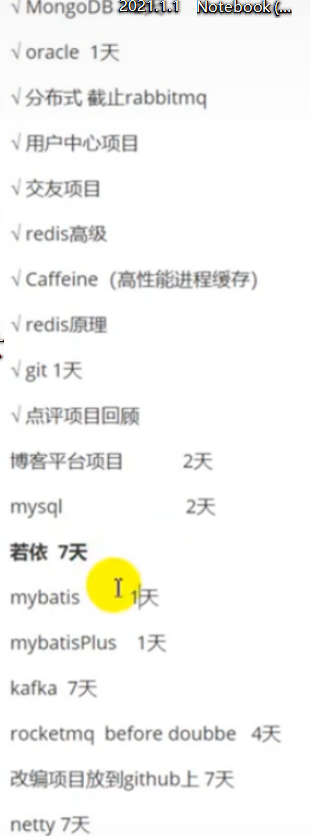 √ MongoDB 2021.1.1 Notebook (...
√ oracle 1天
√ 分布式 截止rabbitmq
√ 用户中心项目
√ 交友项目
√ redis高级
√ Caffeine（高性能进程缓存）
√ redis原理
√ git 1天
√ 点评项目回顾
博客平台项目 2天
mysql 2天
若依 7天
mybatis 1天
mybatisPlus 1天
kafka 7天
rocketmq before doubbe 4天
改编项目放到github上 7天
netty 7天